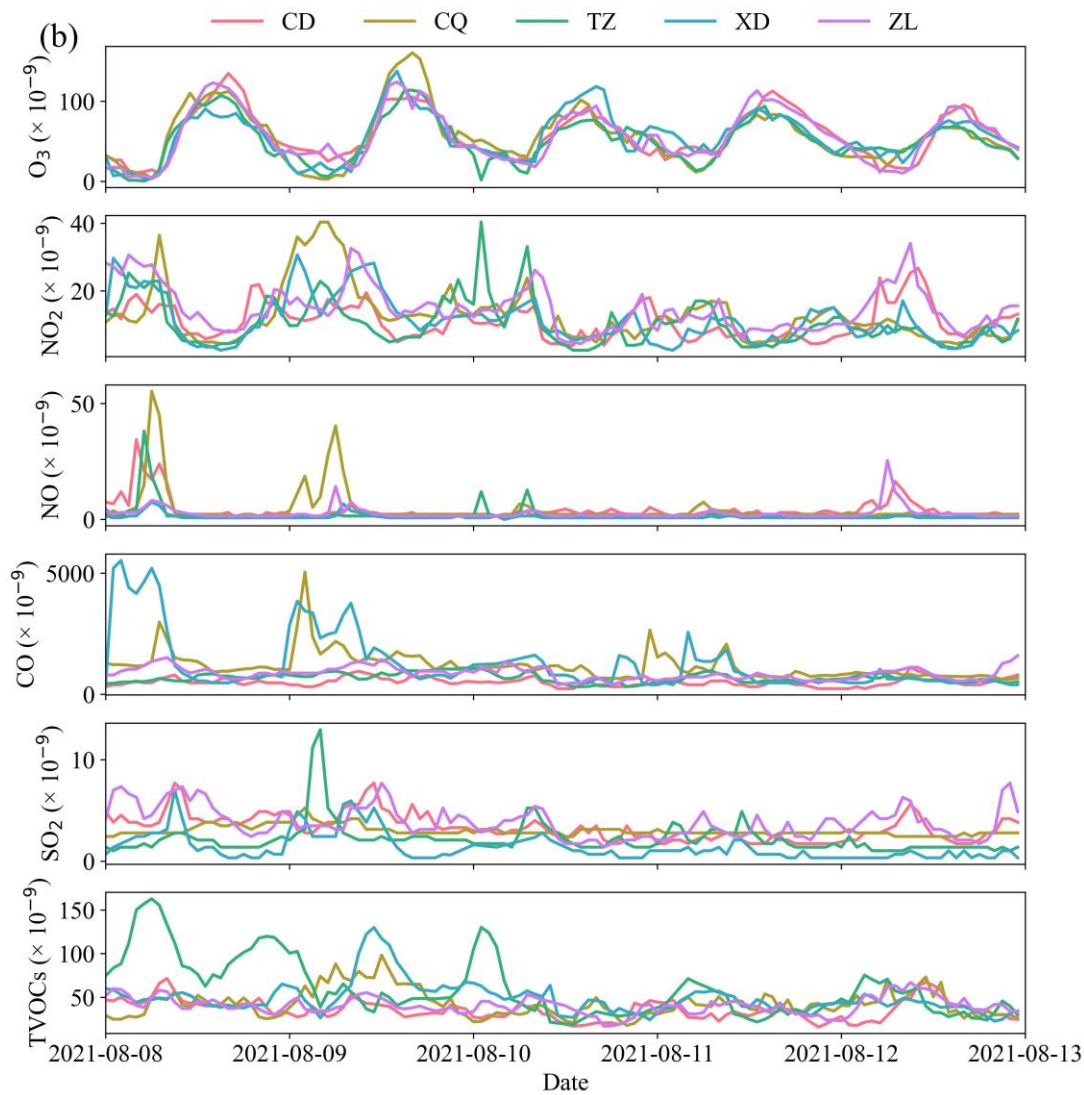 CD CQ TZ XD ZL
(b)
O₃ (× 10⁻⁹)
100
0
NO₂ (× 10⁻⁹)
40
20
NO (× 10⁻⁹)
50
0
CO (× 10⁻⁹)
5000
0
SO₂ (× 10⁻⁹)
10
0
TVOCs (× 10⁻⁹)
150
100
50
2021-08-08 2021-08-09 2021-08-10 2021-08-11 2021-08-12 2021-08-13
Date